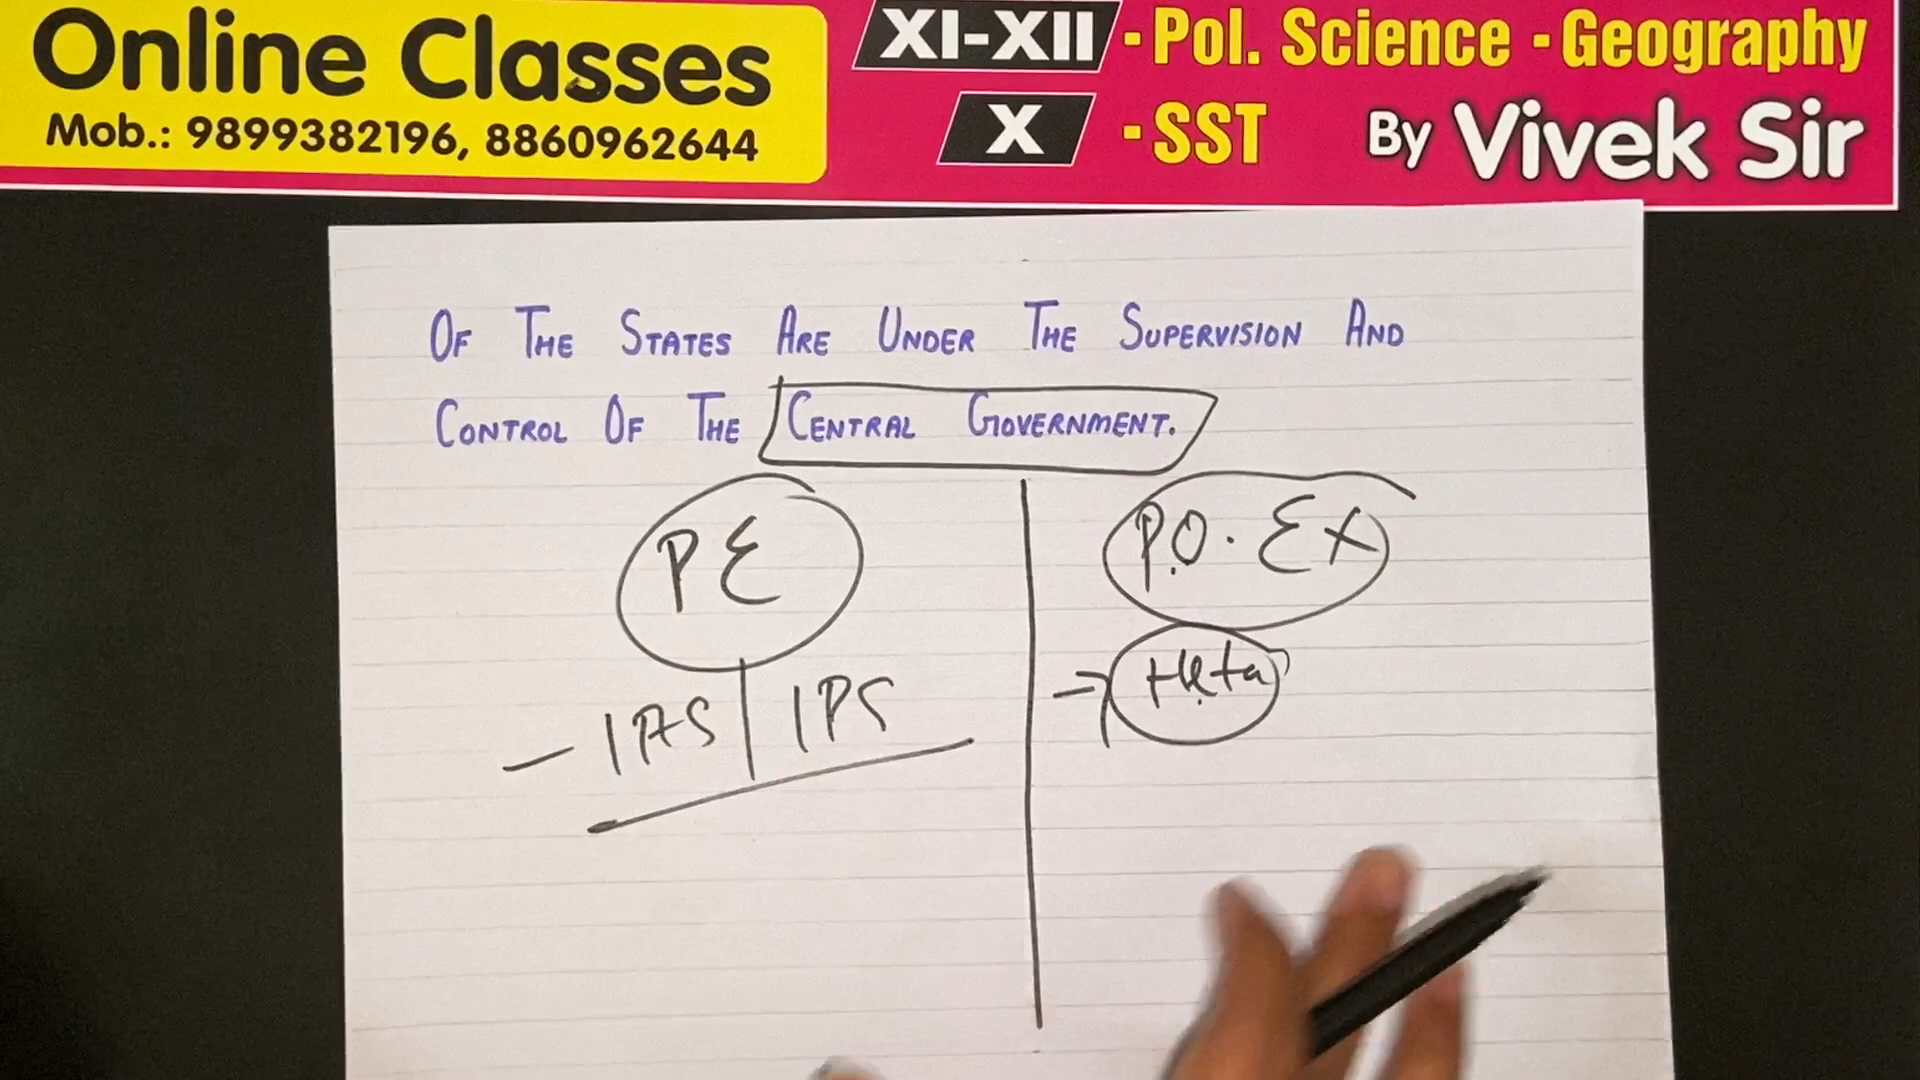 Online Classes
Mob.: 9899382196, 8860962644
XI-XII - Pol. Science - Geography
X - SST By Vivek Sir
OF THE STATES ARE UNDER THE SUPERVISION AND
CONTROL OF THE CENTRAL GOVERNMENT.
PE
P.O. Ex
- IAS | IPS